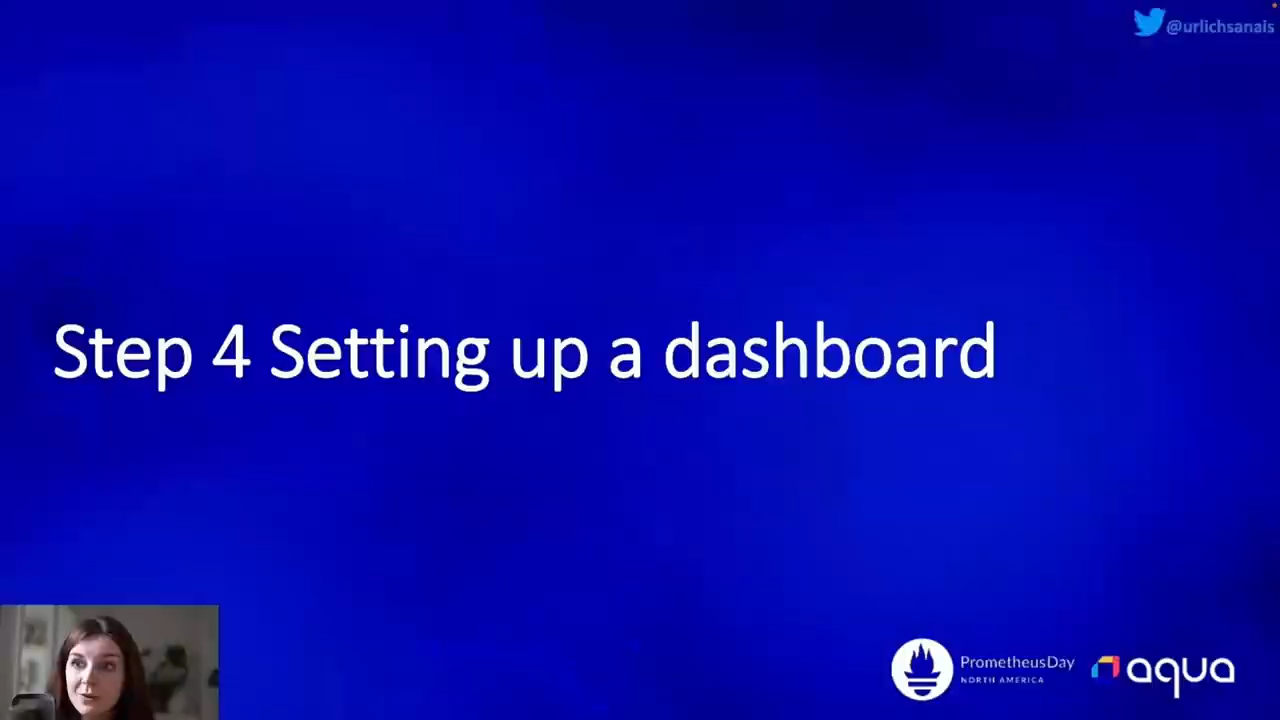 @urlichsanais
Step 4 Setting up a dashboard
PrometheusDay
NORTH AMERICA
aqua